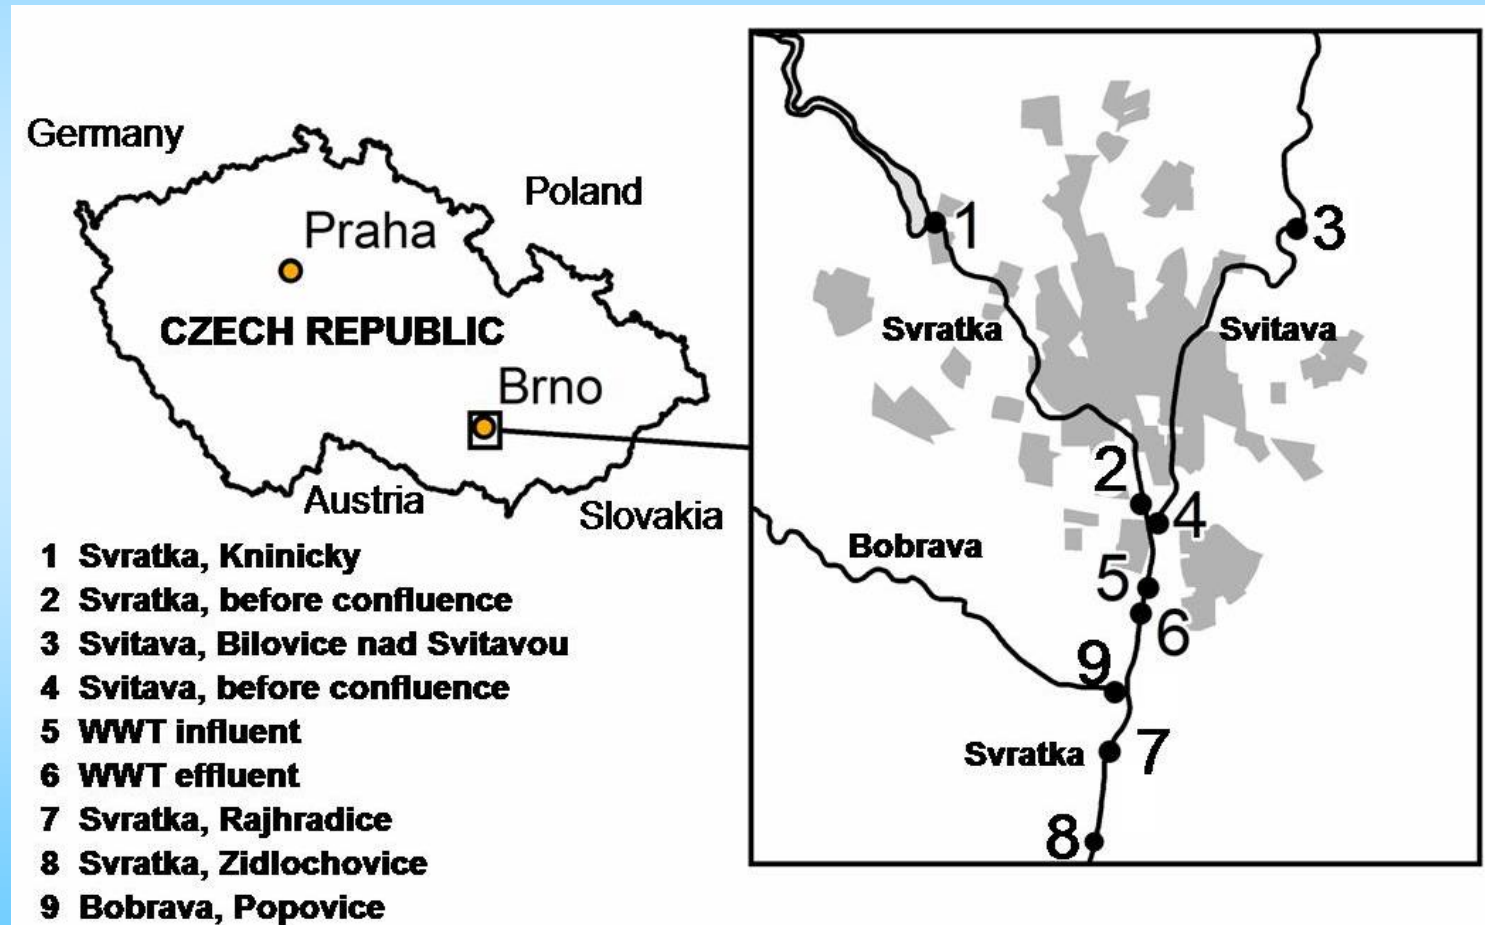 Germany
Poland
Praha
CZECH REPUBLIC
Brno
Austria
Slovakia
1 Svratka, Kninicky
2 Svratka, before confluence
3 Svitava, Bilovice nad Svitavou
4 Svitava, before confluence
5 WWT influent
6 WWT effluent
7 Svratka, Rajhradice
8 Svratka, Zidlochovice
9 Bobrava, Popovice
1
3
Svratka
Svitava
2
4
Bobrava
5
6
9
Svratka
7
8